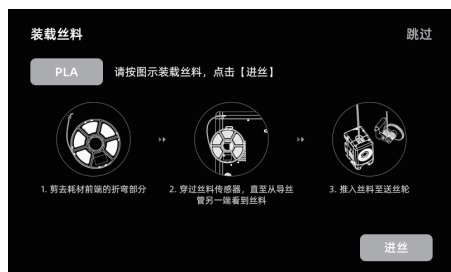 装载丝料
跳过
PLA
请按图示装载丝料，点击【进丝】
1. 剪去耗材前端的折弯部分
2. 穿过丝料传感器，直至从导丝
管另一端看到丝料
3. 推入丝料至送丝轮
进丝